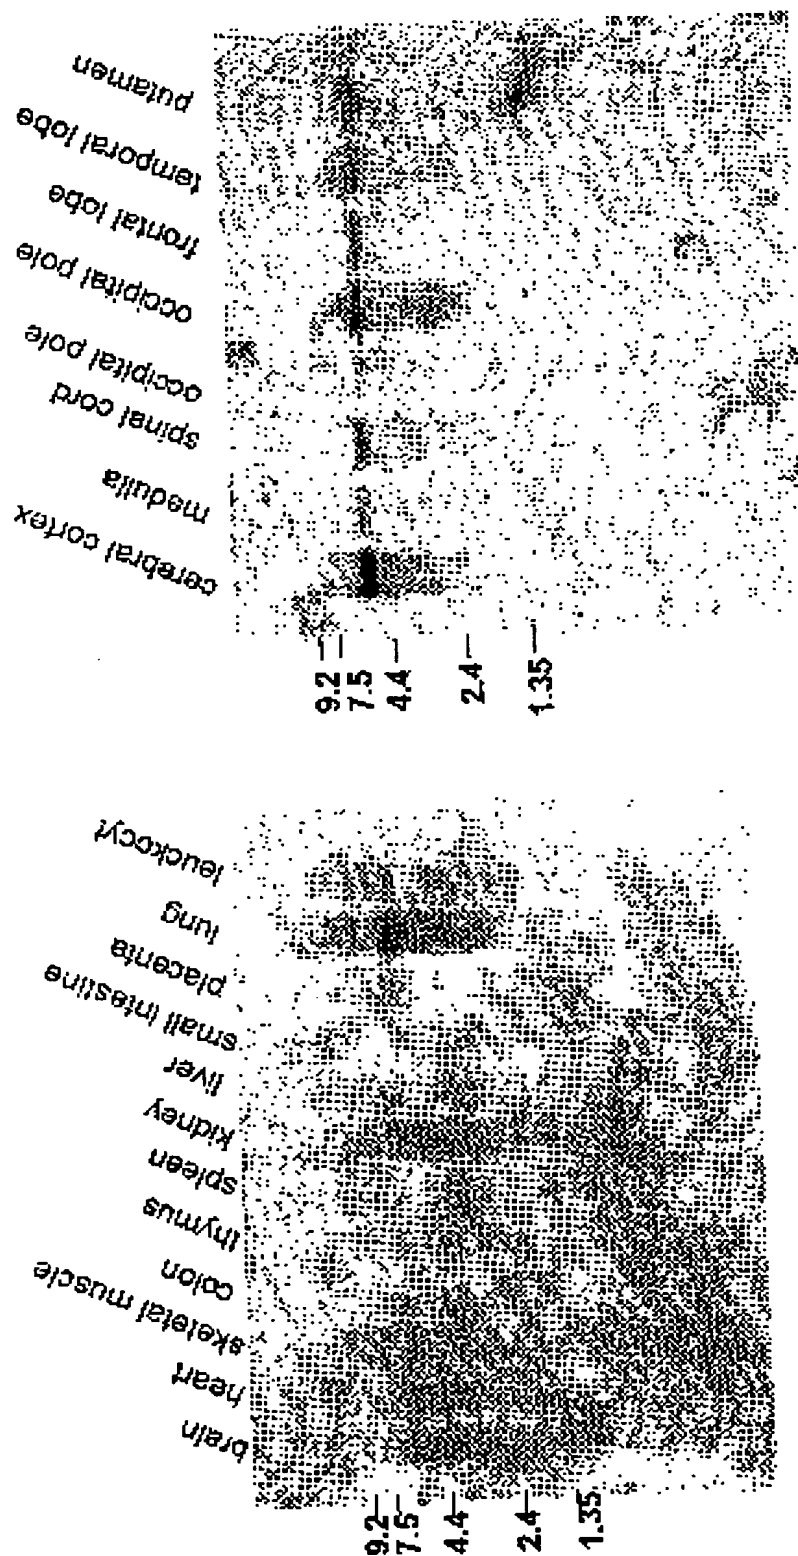 putamen
temporal lobe
frontal lobe
occipital pole
occipital pole
spinal cord
medulla
cerebral cortex
9.2
7.5
4.4
2.4
1.35
leuckocyt
lung
placenta
small intestine
liver
kidney
spleen
thymus
colon
skeletal muscle
heart
brain
9.2
7.5
4.4
2.4
1.35